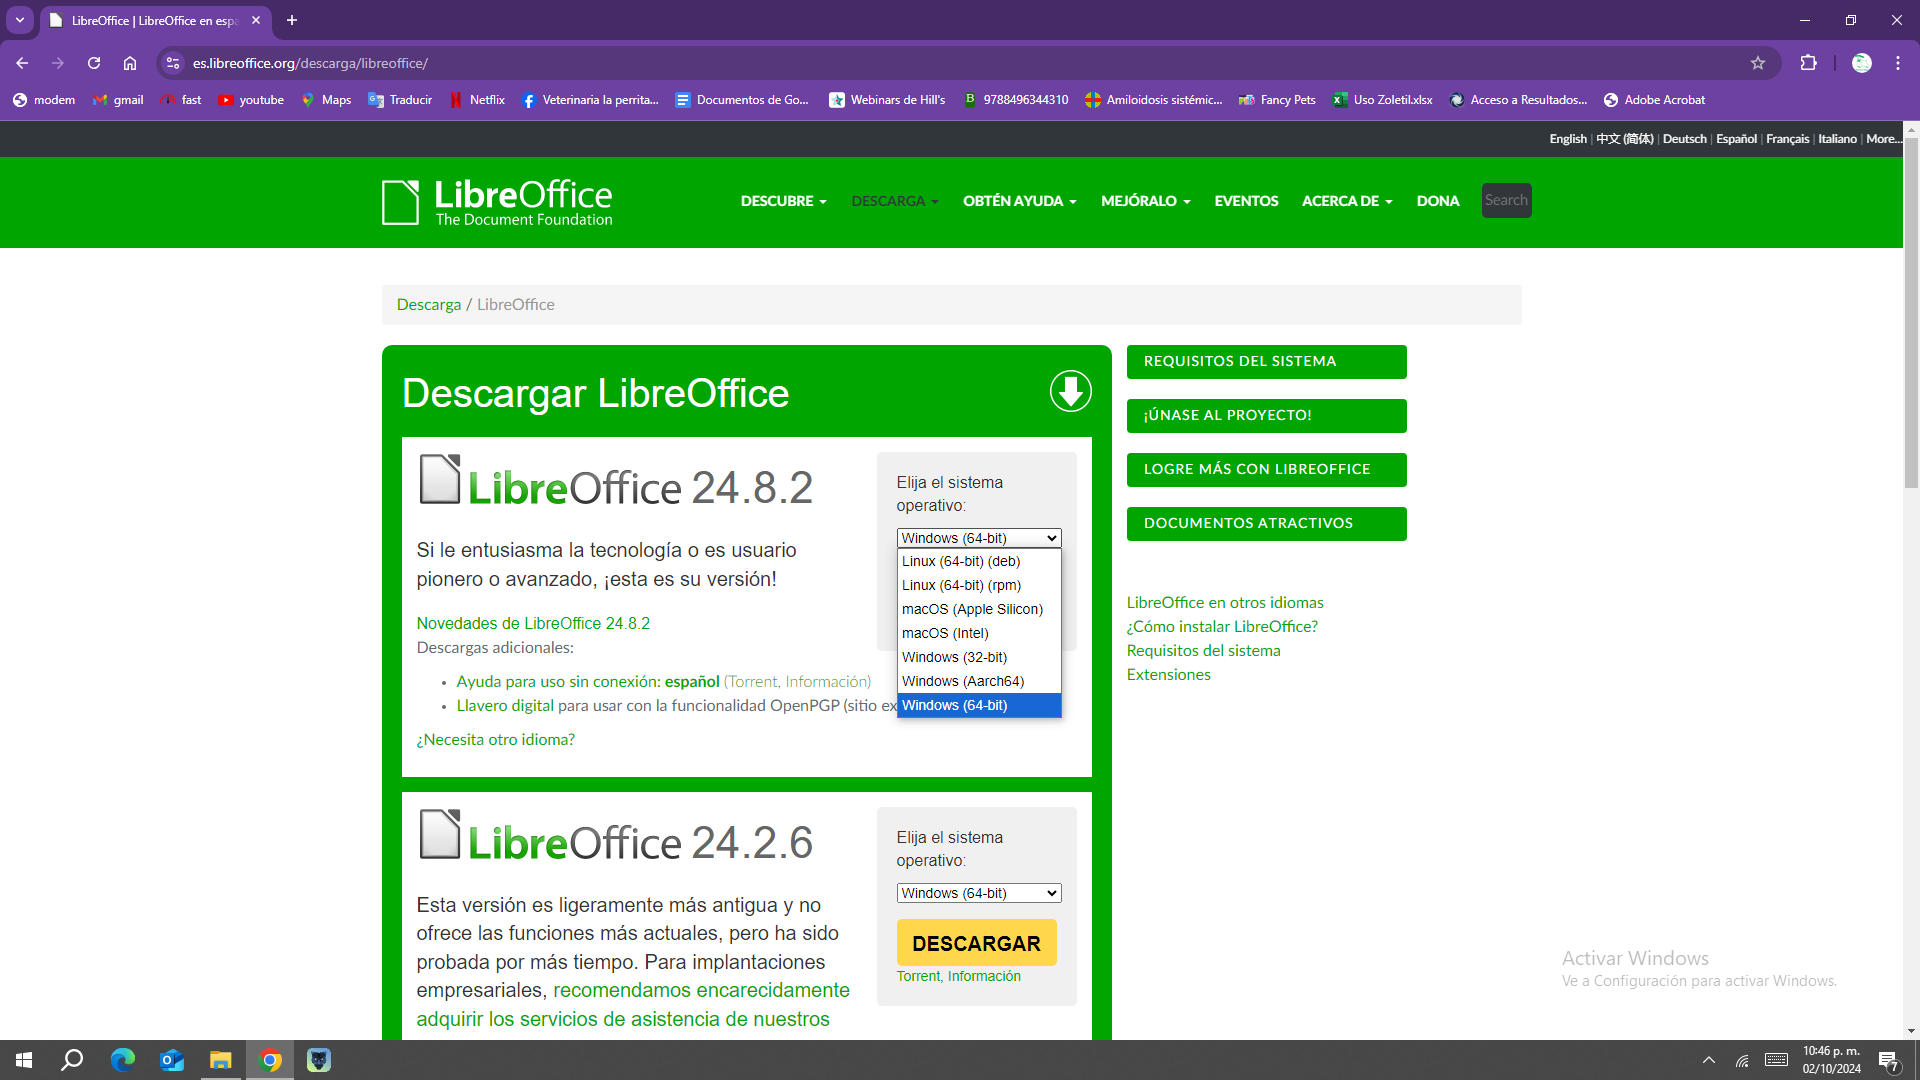 LibreOffice | LibreOffice en espa
es.libreoffice.org/descarga/libreoffice/
modem
gmail
fast
youtube
Maps
Traducir
Netflix
Veterinaria la perrita...
Documentos de Go...
Webinars de Hill's
9788496344310
Amiloidosis sistémic...
Fancy Pets
Uso Zoletil.xlsx
Acceso a Resultados...
Adobe Acrobat
English | 中文 (简体) | Deutsch | Español | Français | Italiano | More...
LibreOffice
The Document Foundation
DESCUBRE
DESCARGA
OBTÉN AYUDA
MEJÓRALO
EVENTOS
ACERCA DE
DONA
Search
Descarga / LibreOffice
Descargar LibreOffice
LibreOffice 24.8.2
Si le entusiasma la tecnología o es usuario
pionero o avanzado, ¡esta es su versión!
Novedades de LibreOffice 24.8.2
Descargas adicionales:
• Ayuda para uso sin conexión: español (Torrent, Información)
• Llavero digital para usar con la funcionalidad OpenPGP (sitio ex
¿Necesita otro idioma?
Elija el sistema
operativo:
Windows (64-bit)
Linux (64-bit) (deb)
Linux (64-bit) (rpm)
macOS (Apple Silicon)
macOS (Intel)
Windows (32-bit)
Windows (Aarch64)
Windows (64-bit)
LibreOffice 24.2.6
Esta versión es ligeramente más antigua y no
ofrece las funciones más actuales, pero ha sido
probada por más tiempo. Para implantaciones
empresariales, recomendamos encarecidamente
adquirir los servicios de asistencia de nuestros
Elija el sistema
operativo:
Windows (64-bit)
DESCARGAR
Torrent, Información
REQUISITOS DEL SISTEMA
¡ÚNASE AL PROYECTO!
LOGRE MÁS CON LIBREOFFICE
DOCUMENTOS ATRACTIVOS
LibreOffice en otros idiomas
¿Cómo instalar LibreOffice?
Requisitos del sistema
Extensiones
Activar Windows
Ve a Configuración para activar Windows.
10:46 p. m.
02/10/2024
7